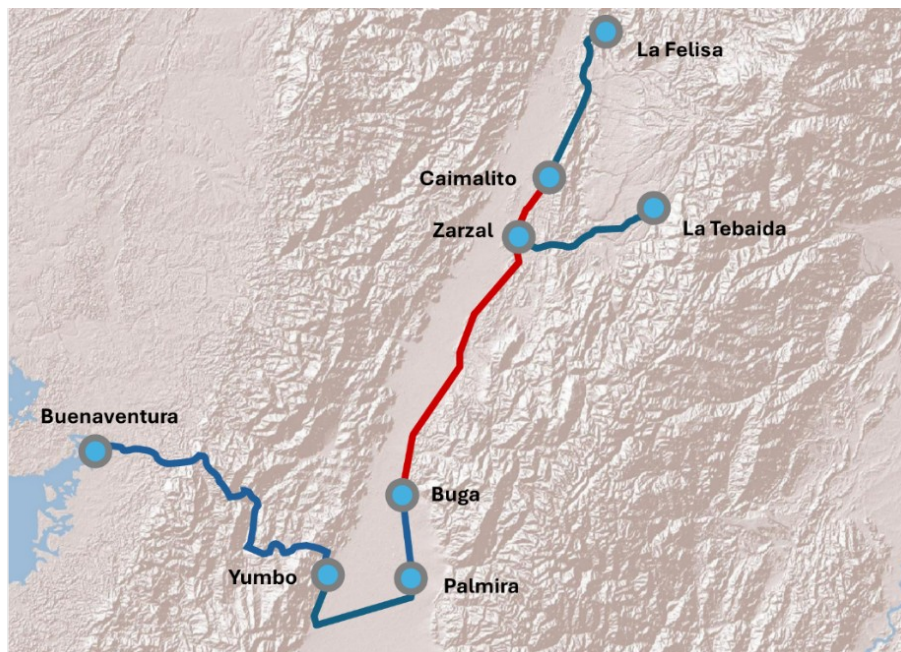 La Felisa
Caimalito
Zarzal
La Tebaida
Buenaventura
Buga
Yumbo
Palmira